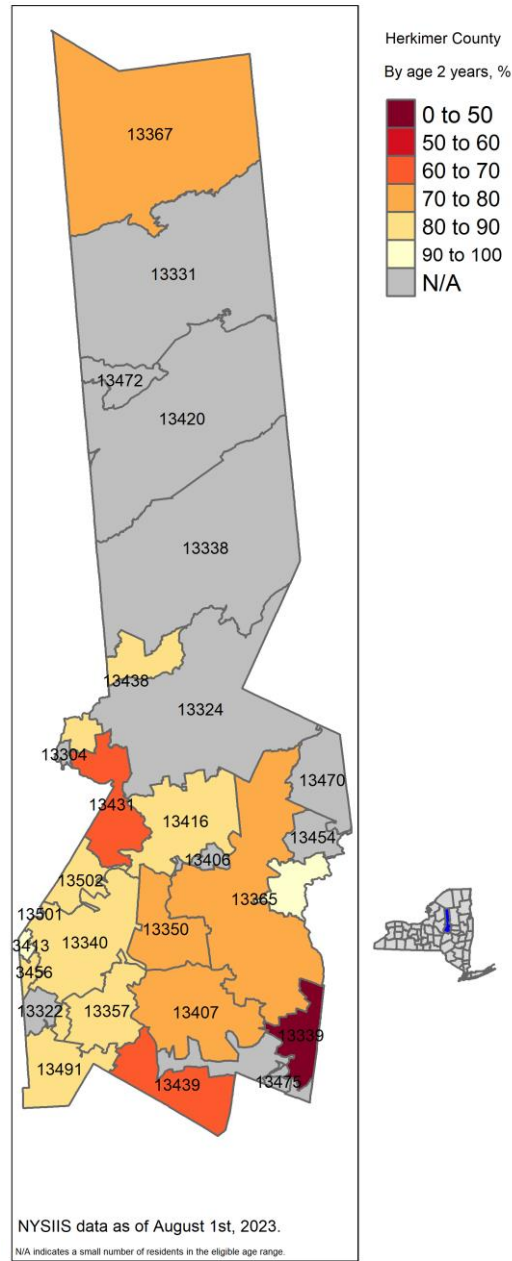 Herkimer County
By age 2 years, %
0 to 50
50 to 60
60 to 70
70 to 80
80 to 90
90 to 100
N/A
13367
13331
13472
13420
13338
13438
13324
13304
13470
13431
13416
13454
13406
13502
13365
13501
13350
3413
13340
3456
13322
13357
13407
13339
13491
13439
13475
NYSIIS data as of August 1st, 2023.
N/A indicates a small number of residents in the eligible age range.